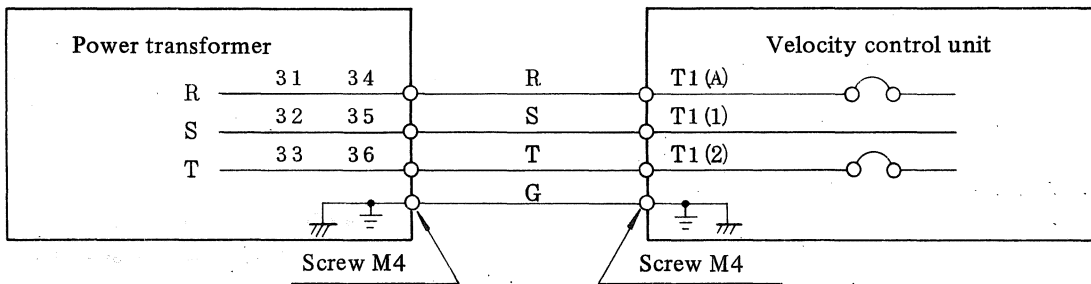 Power transformer
Velocity control unit
R 31 34 R T1 (A)
S 32 35 S T1 (1)
T 33 36 T T1 (2)
G
Screw M4 Screw M4